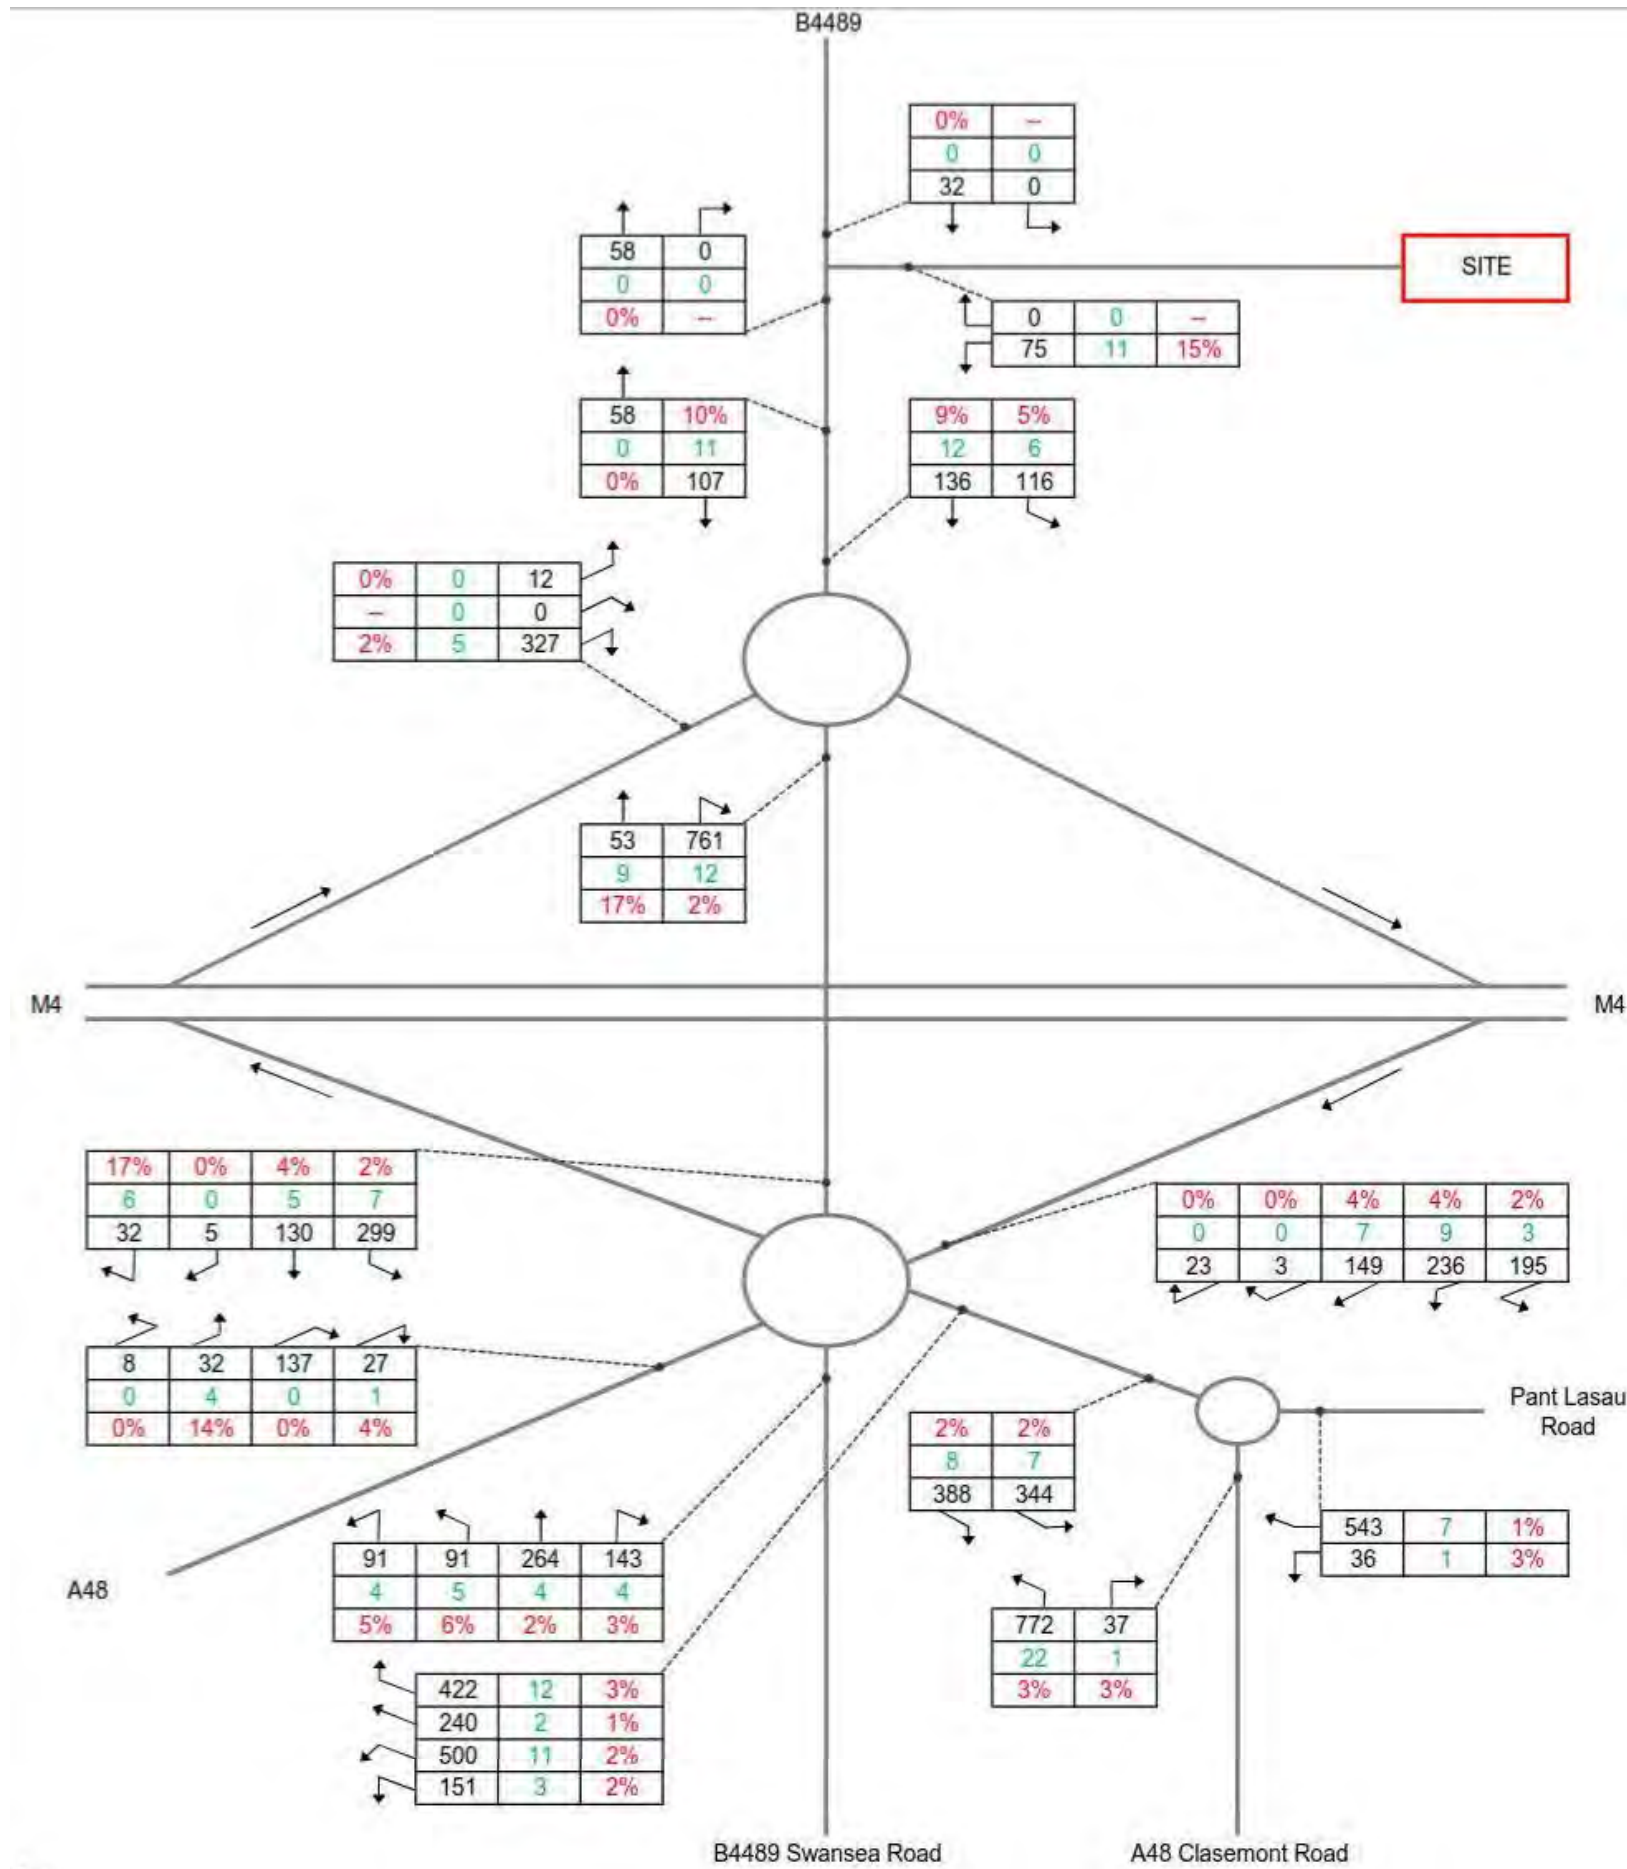 B4489
0% --
0 0
32 0
58 0
0 0
0% --
SITE
0 0 --
75 11 15%
58 10%
0 11
0% 107
9% 5%
12 6
136 116
0% 0 12
-- 0 0
2% 5 327
53 761
9 12
17% 2%
M4
M4
17% 0% 4% 2%
6 0 5 7
32 5 130 299
0% 0% 4% 4% 2%
0 0 7 9 3
23 3 149 236 195
8 32 137 27
0 4 0 1
0% 14% 0% 4%
Pant Lasau
Road
2% 2%
8 7
388 344
543 7 1%
36 1 3%
A48
91 91 264 143
4 5 4 4
5% 6% 2% 3%
772 37
22 1
3% 3%
422 12 3%
240 2 1%
500 11 2%
151 3 2%
B4489 Swansea Road
A48 Clasemont Road